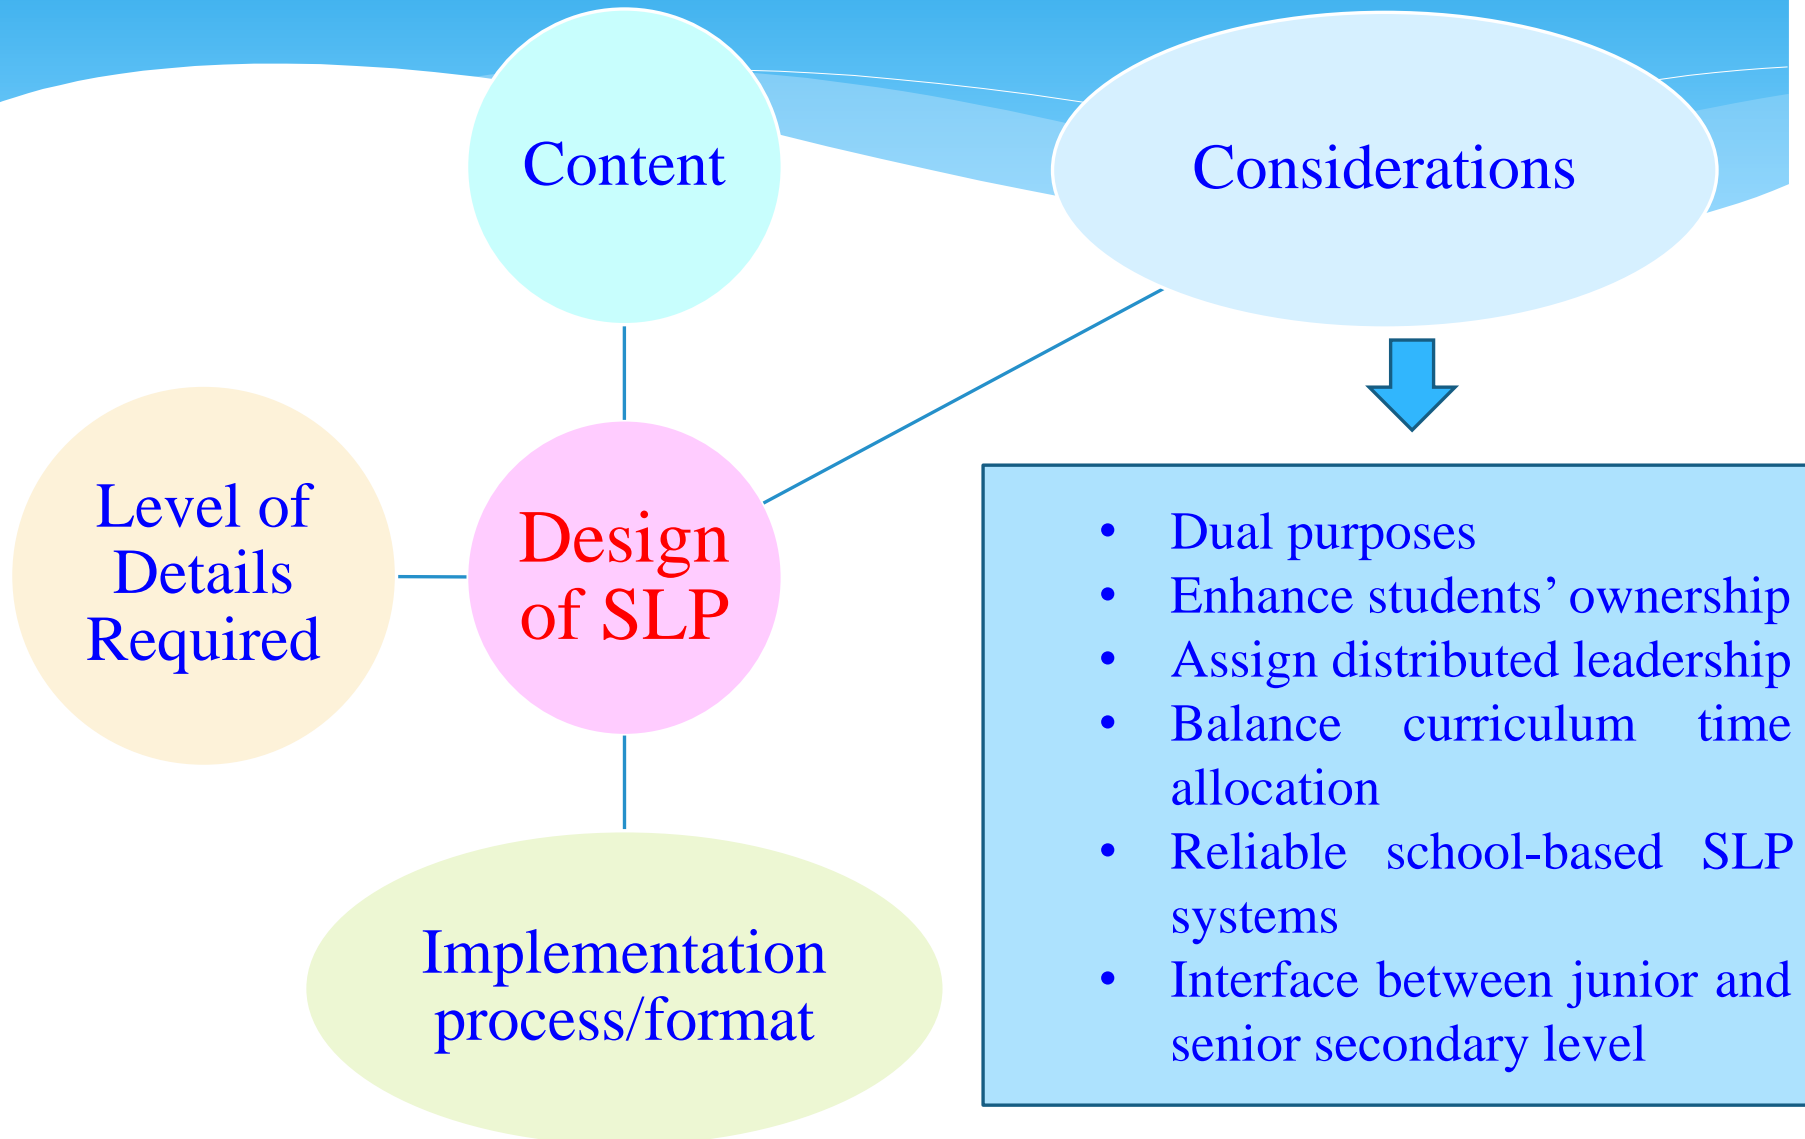 Content
Considerations
Level of
Details
Required
Design
of SLP
Implementation
process/format
• Dual purposes
• Enhance students’ ownership
• Assign distributed leadership
• Balance curriculum time
allocation
• Reliable school-based SLP
systems
• Interface between junior and
senior secondary level